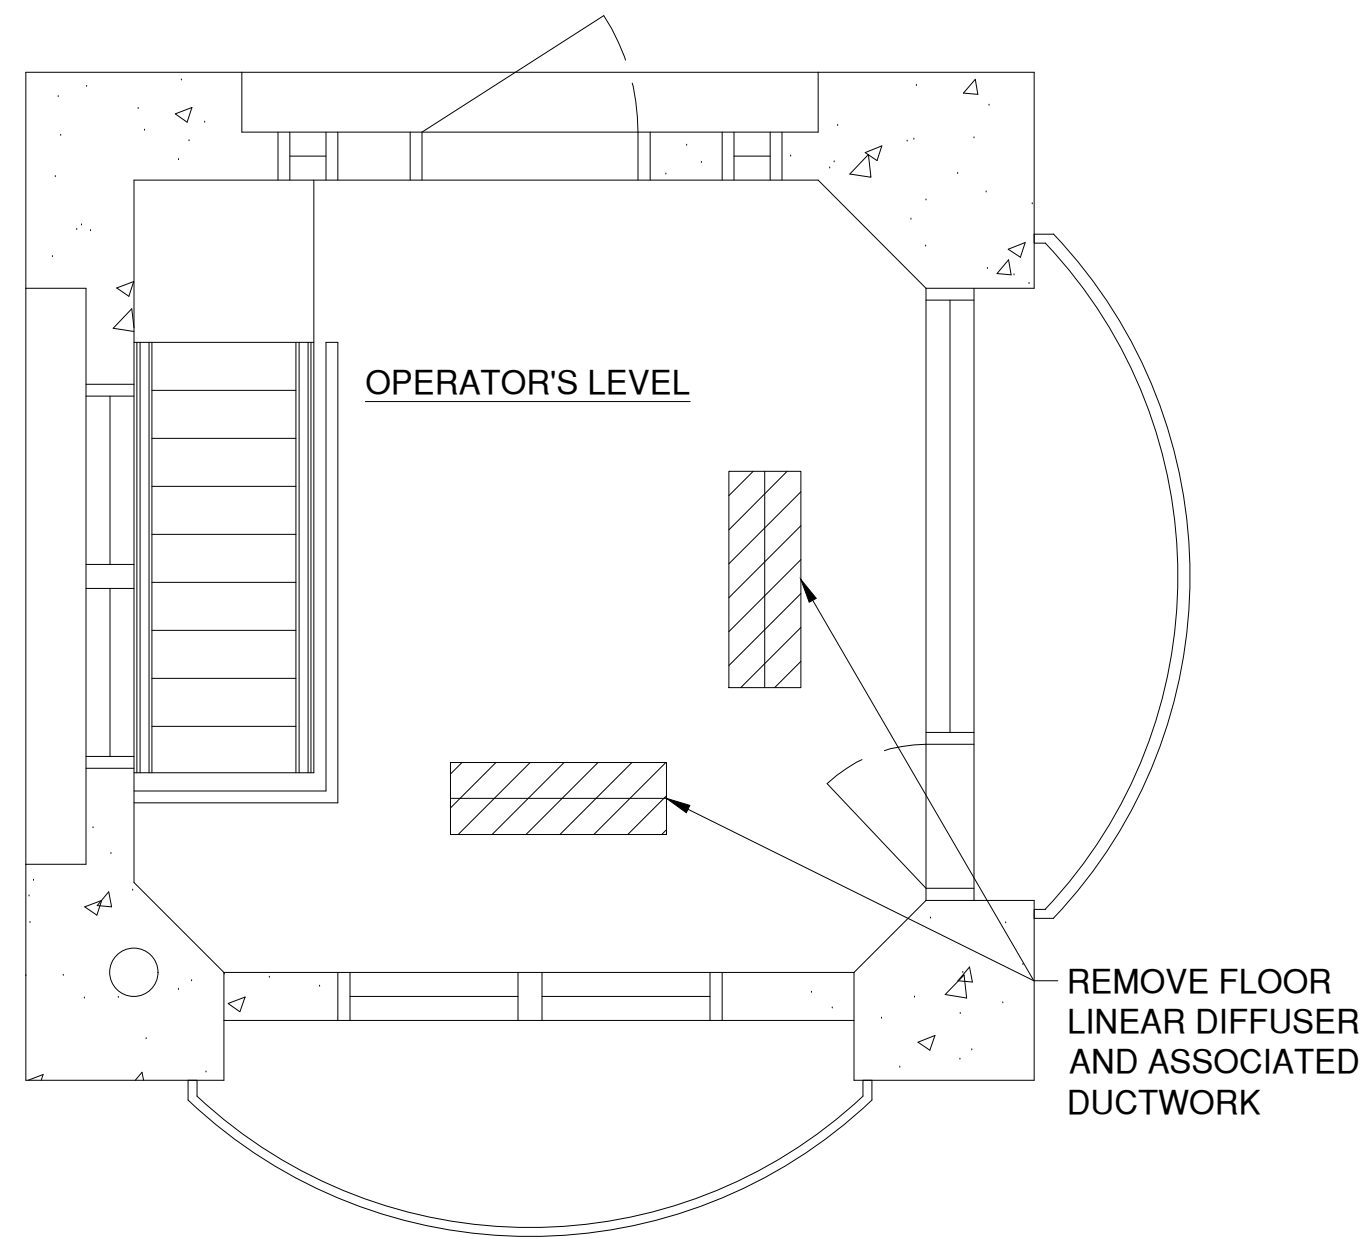 OPERATOR'S LEVEL
REMOVE FLOOR
LINEAR DIFFUSER
AND ASSOCIATED
DUCTWORK